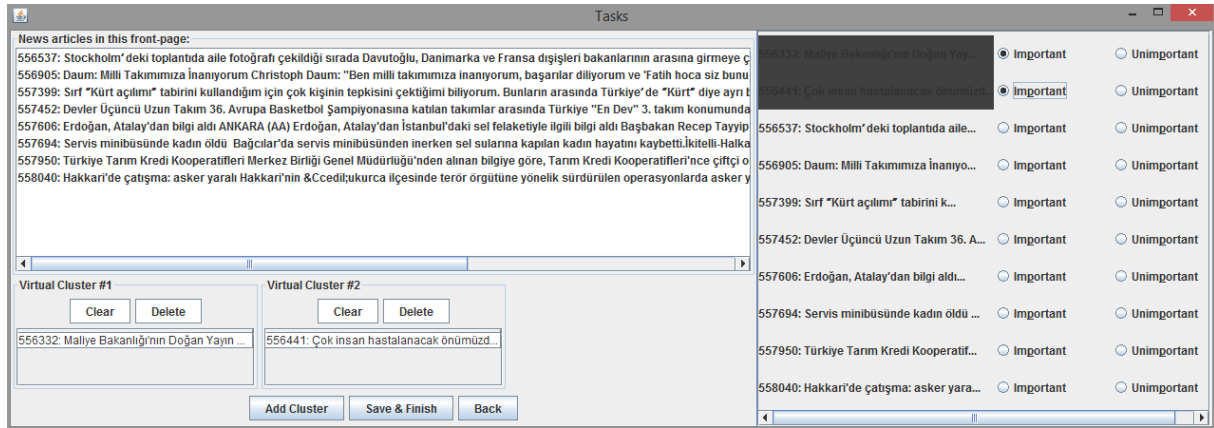 Tasks
News articles in this front-page:
556537: Stockholm'deki toplantıda aile fotoğrafı çekildiği sırada Davutoğlu, Danimarka ve Fransa dışişleri bakanlarının arasına girmeye ç
556905: Daum: Milli Takımımıza İnanıyorum Christoph Daum: "Ben milli takımımıza inanıyorum, başarılar diliyorum ve 'Fatih hoca siz bunu
557399: Sırf "Kürt açılımı" tabirini kullandığım için çok kişinin tepkisini çektiğimi biliyorum. Bunların arasında Türkiye'de "Kürt" diye ayrı b
557452: Devler Üçüncü Uzun Takım 36. Avrupa Basketbol Şampiyonasına katılan takımlar arasında Türkiye "En Dev" 3. takım konumunda
557606: Erdoğan, Atalay'dan bilgi aldı ANKARA (AA) Erdoğan, Atalay'dan İstanbul'daki sel felaketiyle ilgili bilgi aldı Başbakan Recep Tayyip
557694: Servis minibüsünde kadın öldü Bağcılar'da servis minibüsünden inerken sel sularına kapılan kadın hayatını kaybetti.İkitelli-Halka
557950: Türkiye Tarım Kredi Kooperatifleri Merkez Birliği Genel Müdürlüğü'nden alınan bilgiye göre, Tarım Kredi Kooperatifleri'nce çiftçi o
558040: Hakkari'de çatışma: asker yaralı Hakkari'nin &Ccedil;ukurca ilçesinde terör örgütüne yönelik sürdürülen operasyonlarda asker y
Virtual Cluster #1
Clear Delete
556332: Maliye Bakanlığı'nın Doğan Yayın ...
Virtual Cluster #2
Clear Delete
556441: Çok insan hastalanacak önümüzd...
Add Cluster Save & Finish Back
556332: Maliye Bakanlığı'nın Doğan Yay... Important Unimportant
556441: Çok insan hastalanacak önümüzd... Important Unimportant
556537: Stockholm'deki toplantıda aile... Important Unimportant
556905: Daum: Milli Takımımıza İnanıyo... Important Unimportant
557399: Sırf "Kürt açılımı" tabirini k... Important Unimportant
557452: Devler Üçüncü Uzun Takım 36. A... Important Unimportant
557606: Erdoğan, Atalay'dan bilgi aldı... Important Unimportant
557694: Servis minibüsünde kadın öldü ... Important Unimportant
557950: Türkiye Tarım Kredi Kooperatif... Important Unimportant
558040: Hakkari'de çatışma: asker yara... Important Unimportant